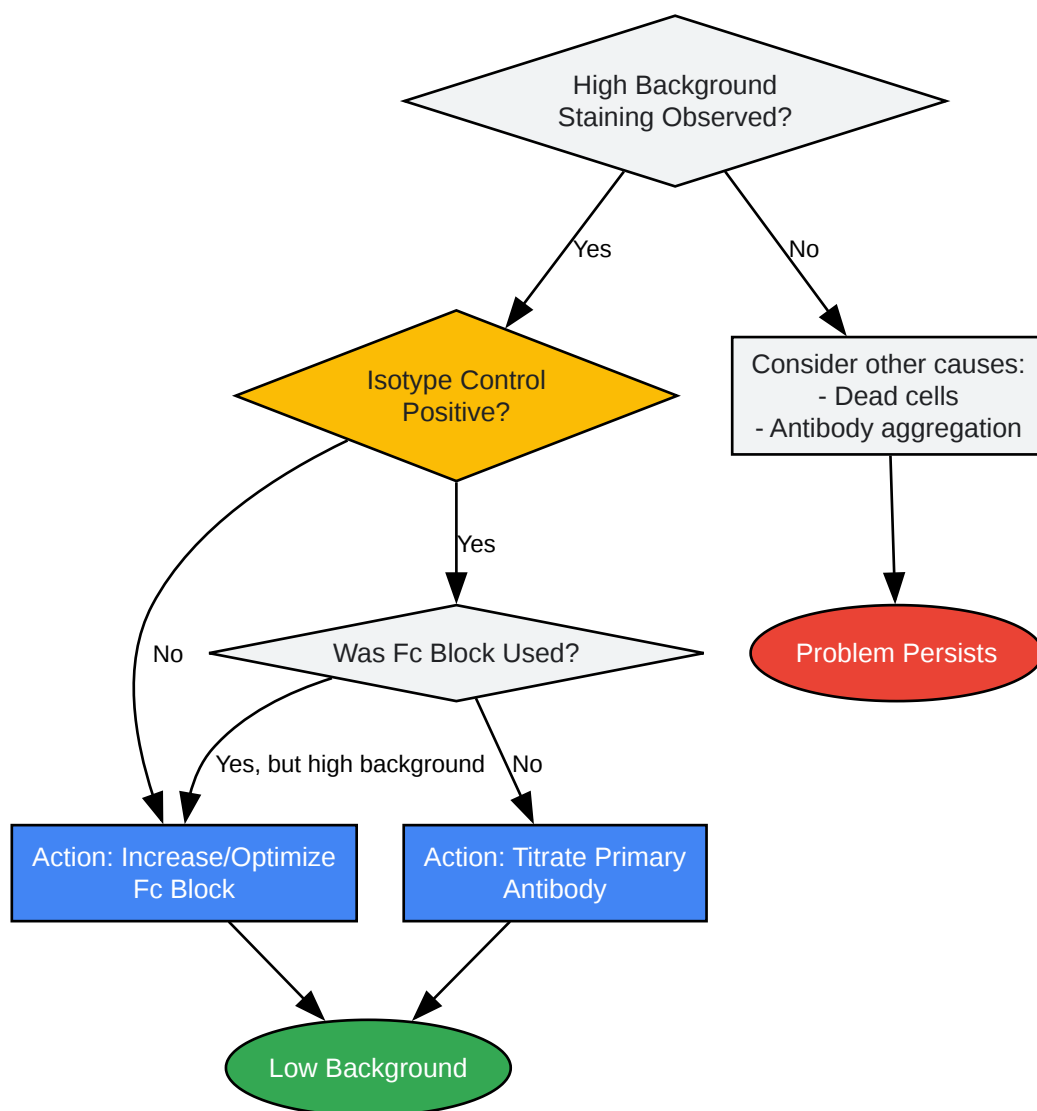 High Background
Staining Observed?
Yes
No
Isotype Control
Positive?
Consider other causes:
- Dead cells
- Antibody aggregation
Yes
No
Was Fc Block Used?
Problem Persists
Yes, but high background
No
Action: Increase/Optimize
Fc Block
Action: Titrate Primary
Antibody
Low Background